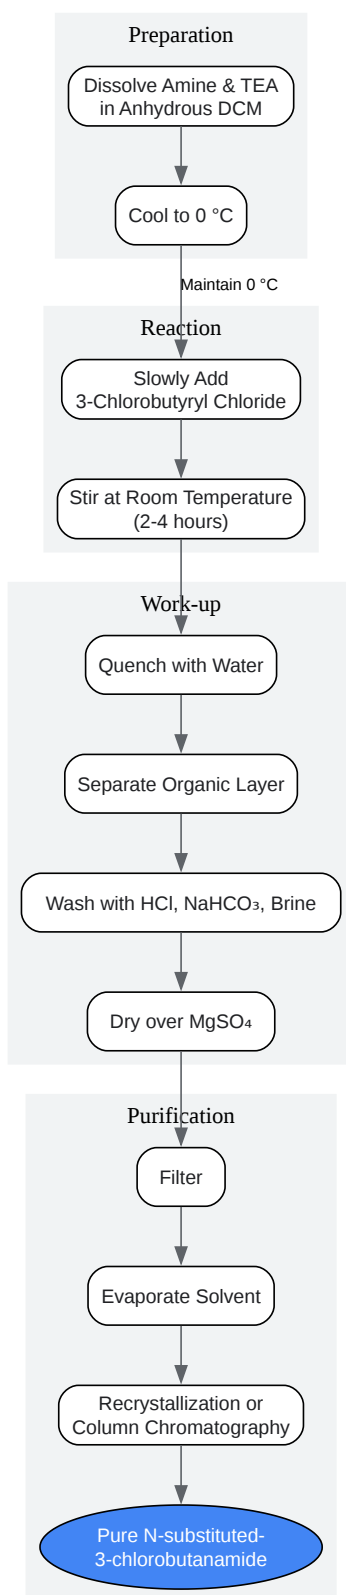 Preparation
Dissolve Amine & TEA
in Anhydrous DCM
Cool to 0 °C
Maintain 0 °C
Reaction
Slowly Add
3-Chlorobutyryl Chloride
Stir at Room Temperature
(2-4 hours)
Work-up
Quench with Water
Separate Organic Layer
Wash with HCl, NaHCO₃, Brine
Dry over MgSO₄
Purification
Filter
Evaporate Solvent
Recrystallization or
Column Chromatography
Pure N-substituted-
3-chlorobutanamide